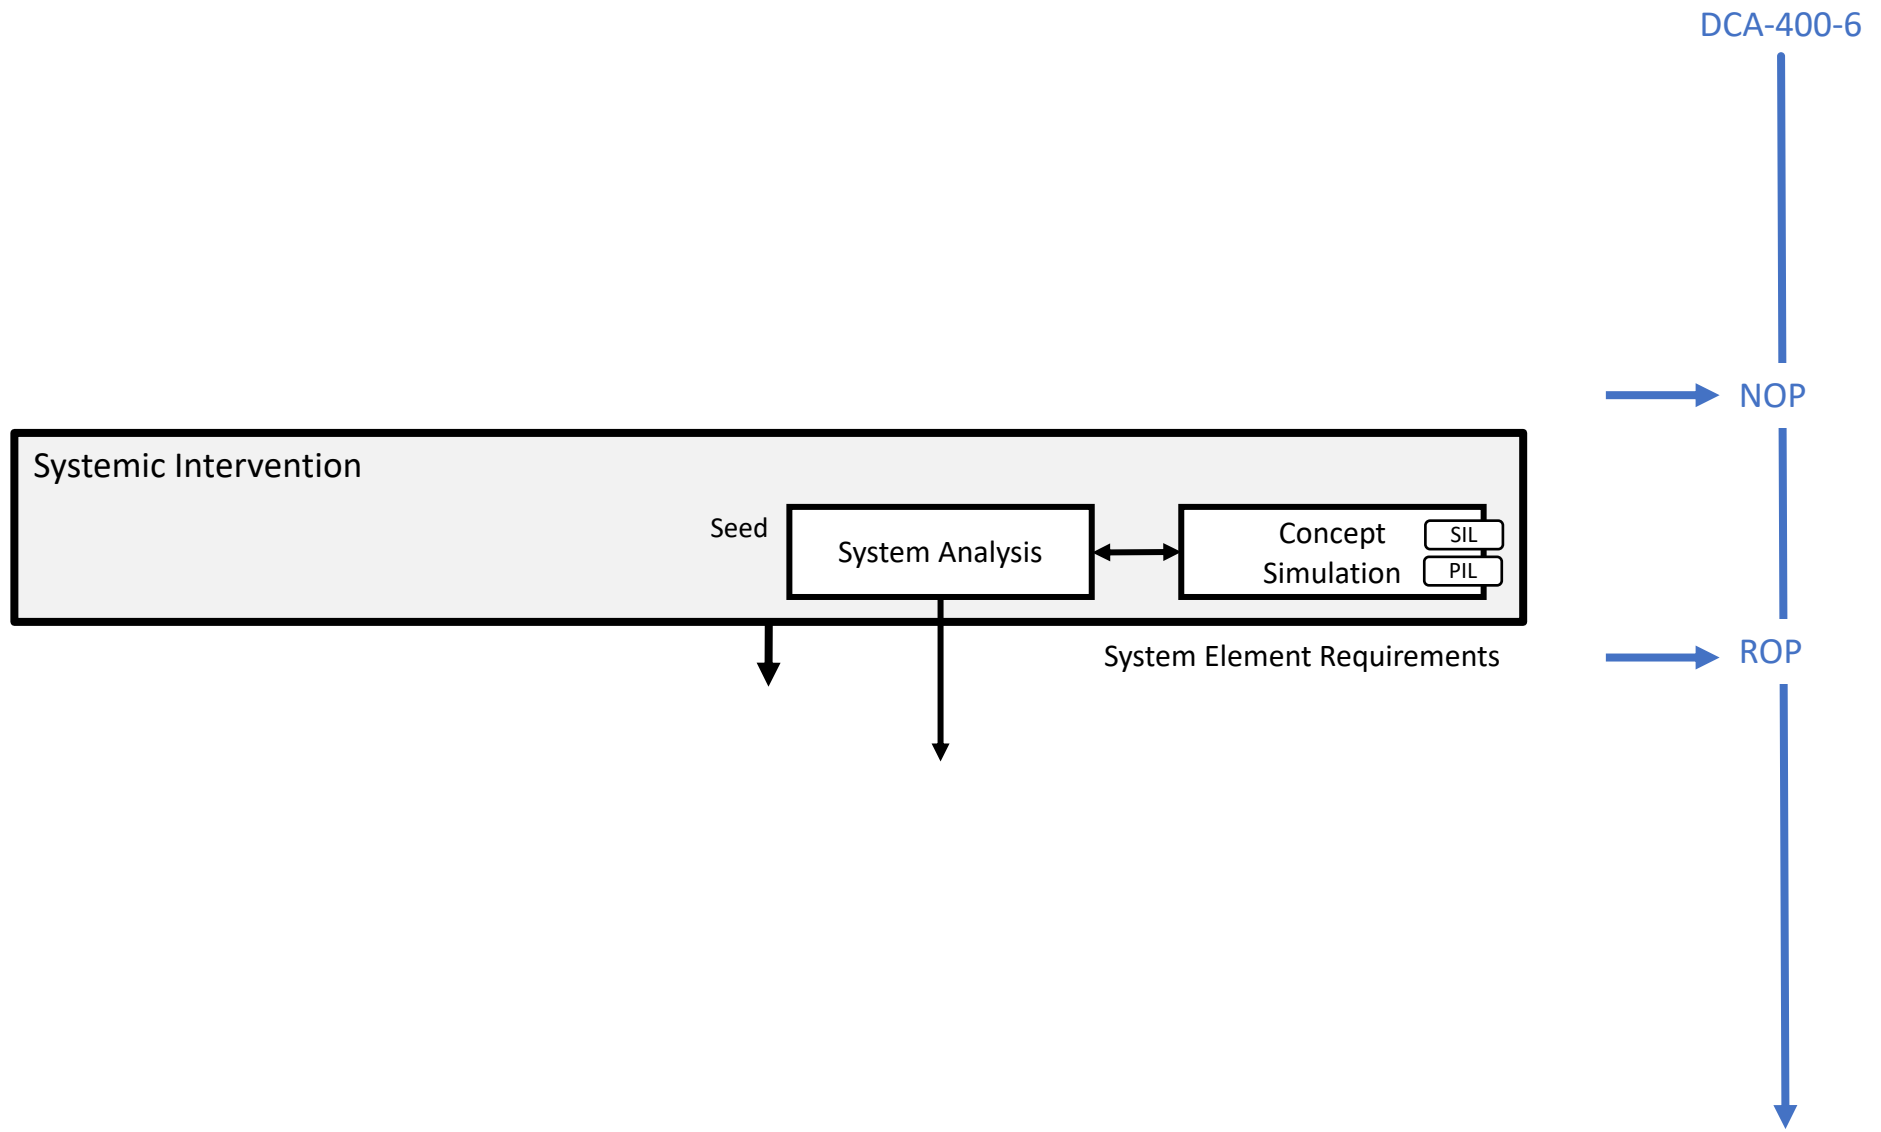 DCA-400-6
NOP
Systemic Intervention
Seed
System Analysis
Concept
Simulation
SIL
PIL
System Element Requirements
ROP